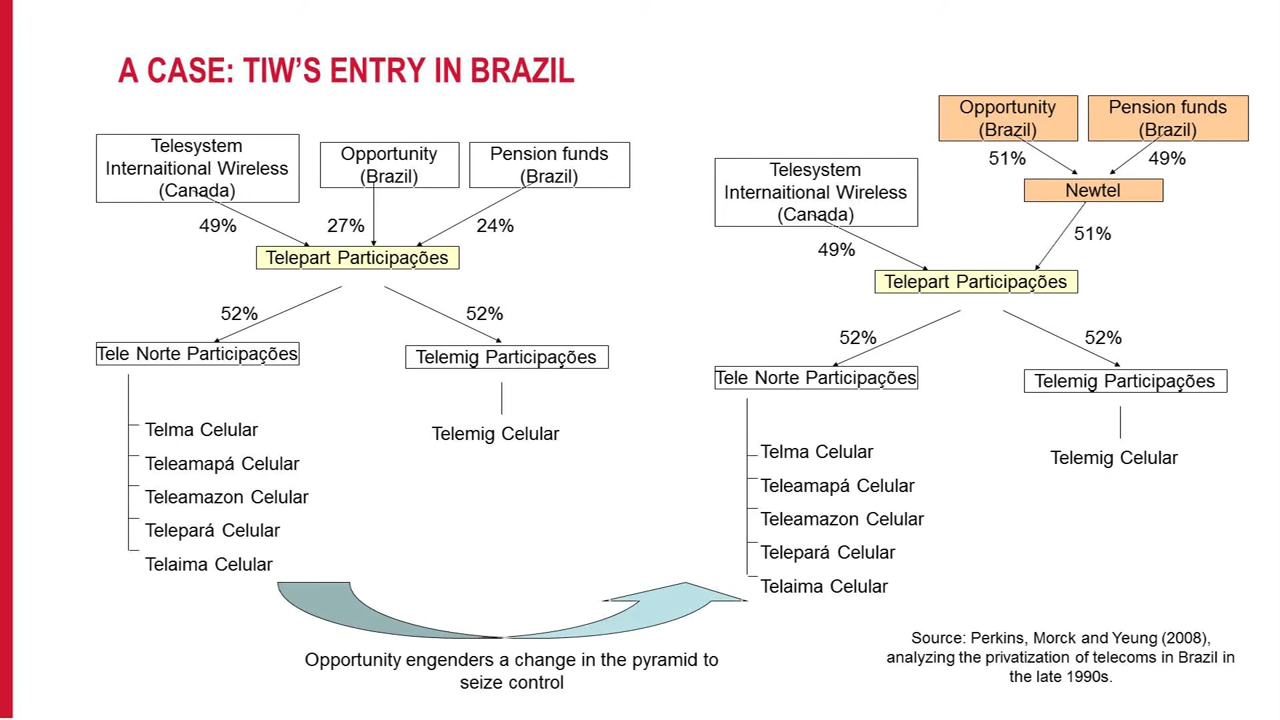 A CASE: TIW'S ENTRY IN BRAZIL
Telesystem
Internaitional Wireless
(Canada)
Opportunity
(Brazil)
Pension funds
(Brazil)
49%
27%
24%
Telepart Participações
52%
52%
Tele Norte Participações
Telemig Participações
Telma Celular
Teleamapá Celular
Teleamazon Celular
Telepará Celular
Telaima Celular
Telemig Celular
Opportunity
(Brazil)
Pension funds
(Brazil)
51%
49%
Newtel
Telesystem
Internaitional Wireless
(Canada)
49%
51%
Telepart Participações
52%
52%
Tele Norte Participações
Telemig Participações
Telma Celular
Teleamapá Celular
Teleamazon Celular
Telepará Celular
Telaima Celular
Telemig Celular
Opportunity engenders a change in the pyramid to
seize control
Source: Perkins, Morck and Yeung (2008),
analyzing the privatization of telecoms in Brazil in
the late 1990s.